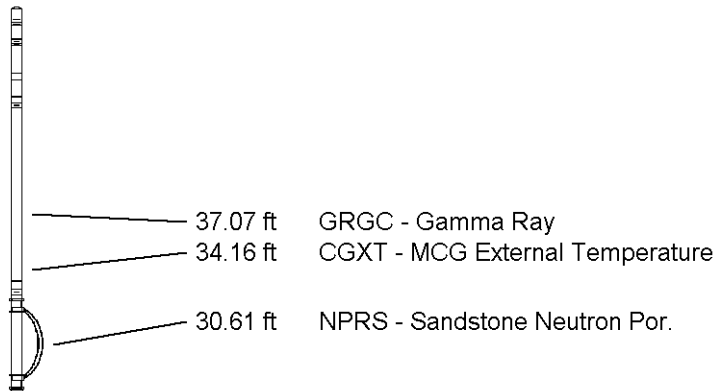 37.07 ft GRGC - Gamma Ray
34.16 ft CGXT - MCG External Temperature
30.61 ft NPRS - Sandstone Neutron Por.